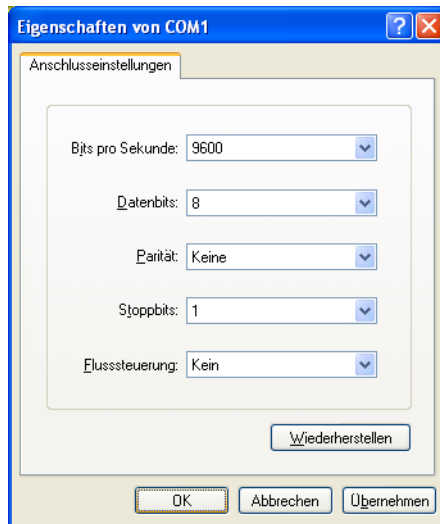 Eigenschaften von COM1
Anschlusseinstellungen
Bits pro Sekunde: 9600
Datenbits: 8
Parität: Keine
Stoppbits: 1
Flusssteuerung: Kein
Wiederherstellen
OK Abbrechen Übernehmen